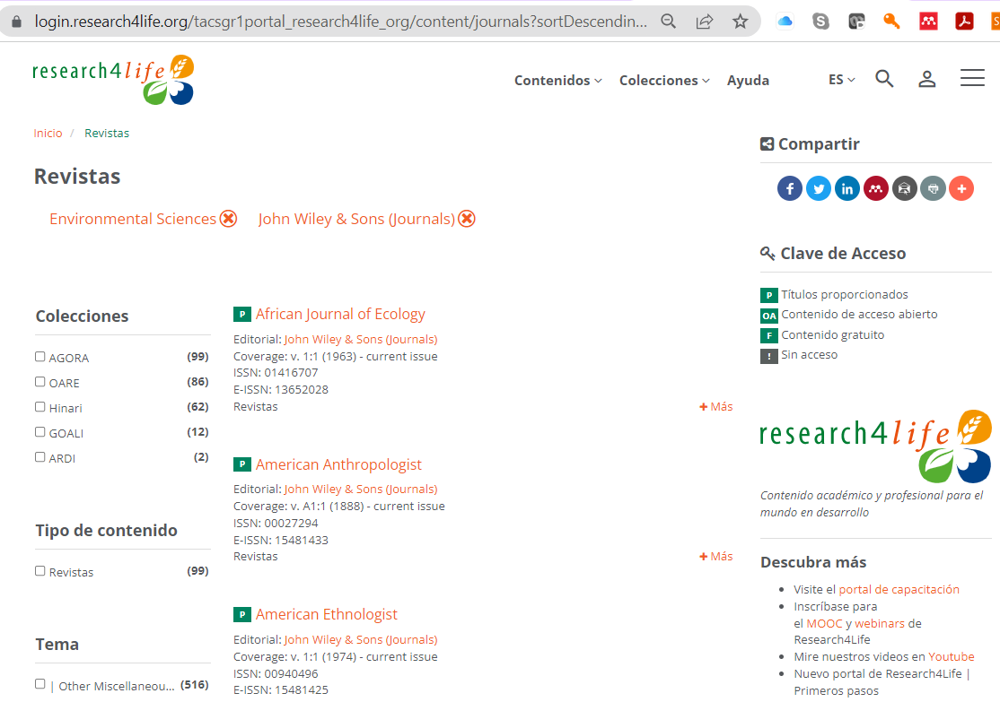 login.research4life.org/tacsgr1portal_research4life_org/content/journals?sortDescendin...
research4life
Contenidos
Colecciones
Ayuda
ES
Inicio / Revistas
Revistas
Environmental Sciences
John Wiley & Sons (Journals)
Colecciones
AGORA (99)
OARE (86)
Hinari (62)
GOALI (12)
ARDI (2)
Tipo de contenido
Revistas (99)
Tema
| Other Miscellaneou... (516)
P African Journal of Ecology
Editorial: John Wiley & Sons (Journals)
Coverage: v. 1:1 (1963) - current issue
ISSN: 01416707
E-ISSN: 13652028
Revistas
+ Más
P American Anthropologist
Editorial: John Wiley & Sons (Journals)
Coverage: v. A1:1 (1888) - current issue
ISSN: 00027294
E-ISSN: 15481433
Revistas
+ Más
P American Ethnologist
Editorial: John Wiley & Sons (Journals)
Coverage: v. 1:1 (1974) - current issue
ISSN: 00940496
E-ISSN: 15481425
Compartir
Clave de Acceso
P Títulos proporcionados
OA Contenido de acceso abierto
F Contenido gratuito
! Sin acceso
research4life
Contenido académico y profesional para el
mundo en desarrollo
Descubra más
Visite el portal de capacitación
Inscríbase para
el MOOC y webinars de
Research4Life
Mire nuestros videos en Youtube
Nuevo portal de Research4Life |
Primeros pasos